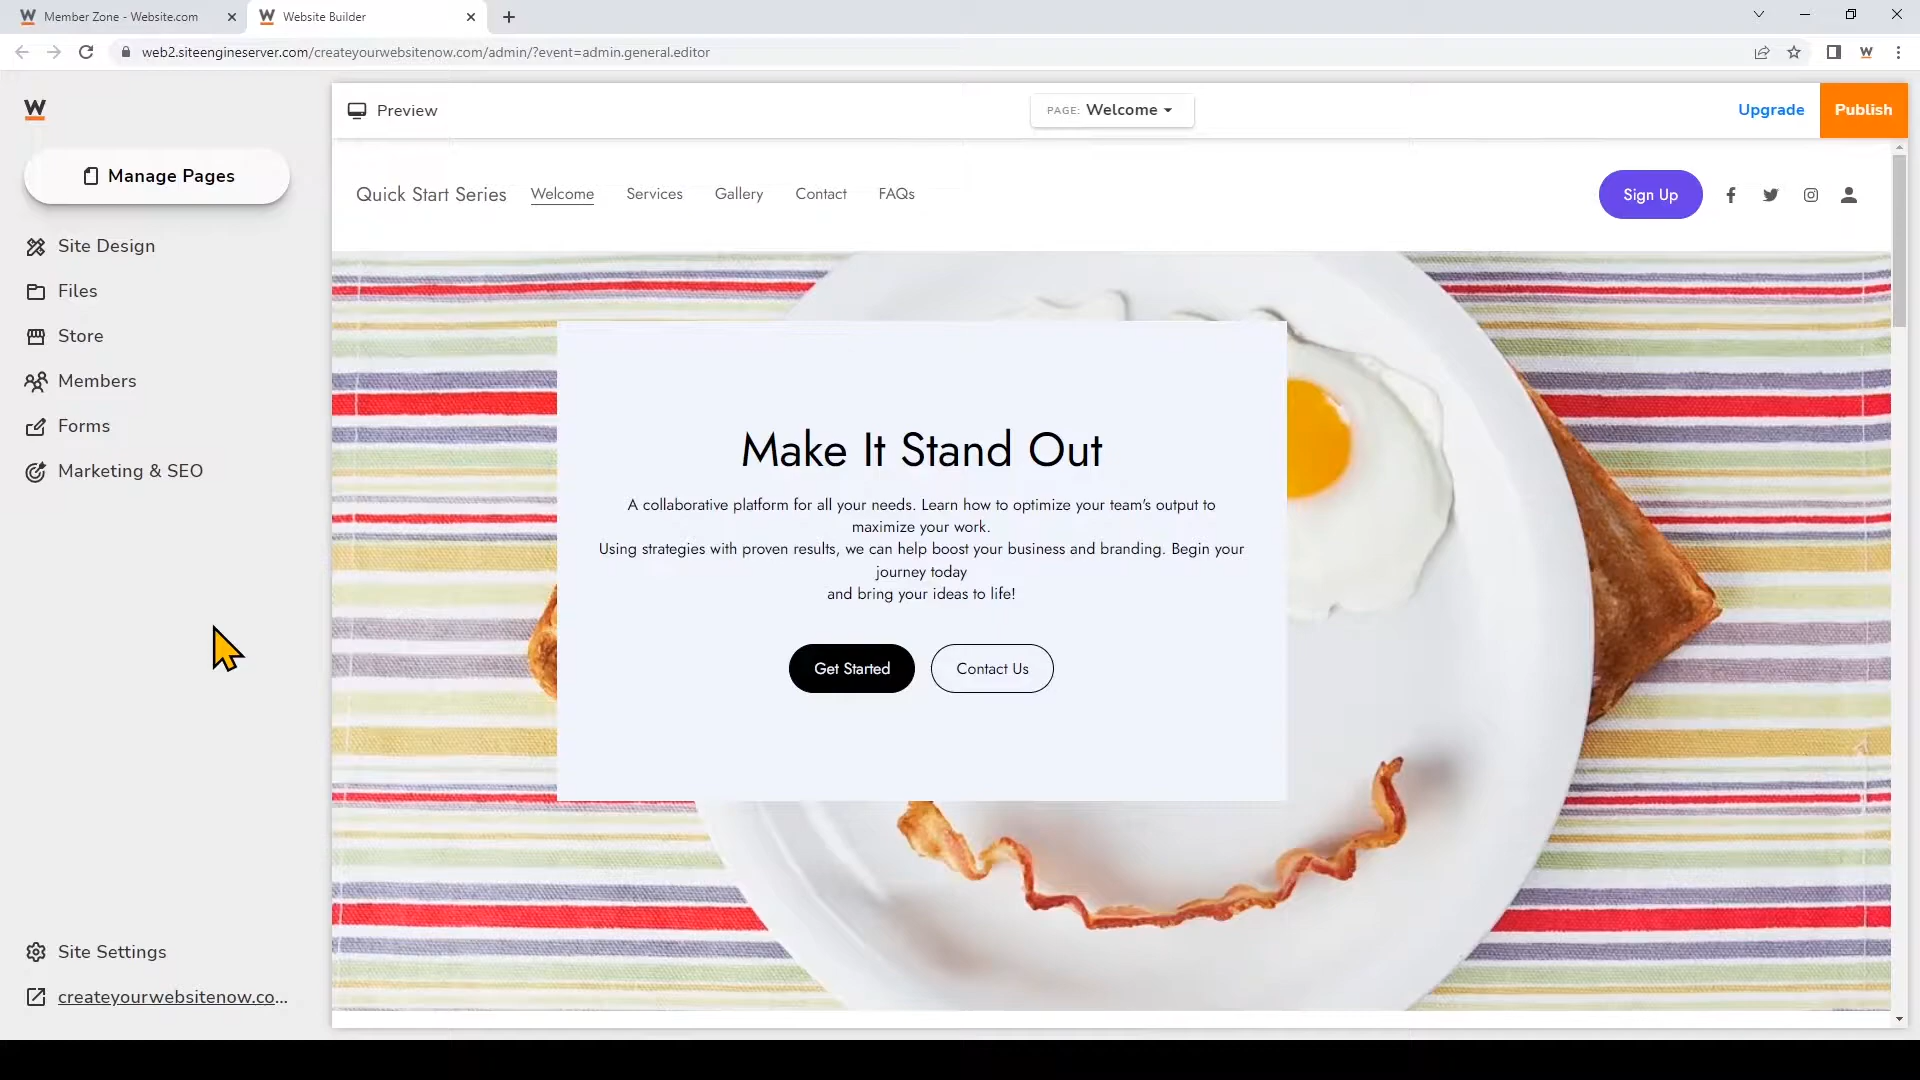 Member Zone - Website.com
Website Builder
web2.siteengineserver.com/createyourwebsitenow.com/admin/?event=admin.general.editor
W
Preview
PAGE: Welcome
Upgrade
Publish
Manage Pages
Site Design
Files
Store
Members
Forms
Marketing & SEO
Site Settings
createyourwebsitenow.co...
Quick Start Series
Welcome
Services
Gallery
Contact
FAQs
Sign Up
Make It Stand Out
A collaborative platform for all your needs. Learn how to optimize your team's output to
maximize your work.
Using strategies with proven results, we can help boost your business and branding. Begin your
journey today
and bring your ideas to life!
Get Started
Contact Us